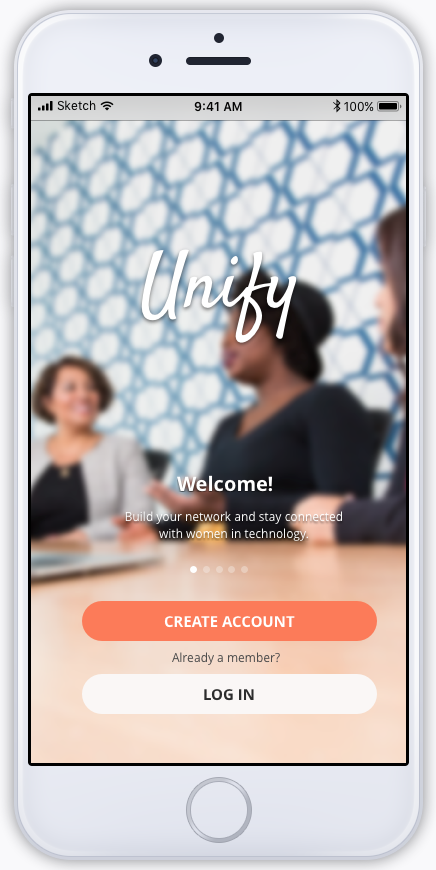 Sketch 9:41 AM 100%
Unify
Welcome!
Build your network and stay connected
with women in technology.
CREATE ACCOUNT
Already a member?
LOG IN